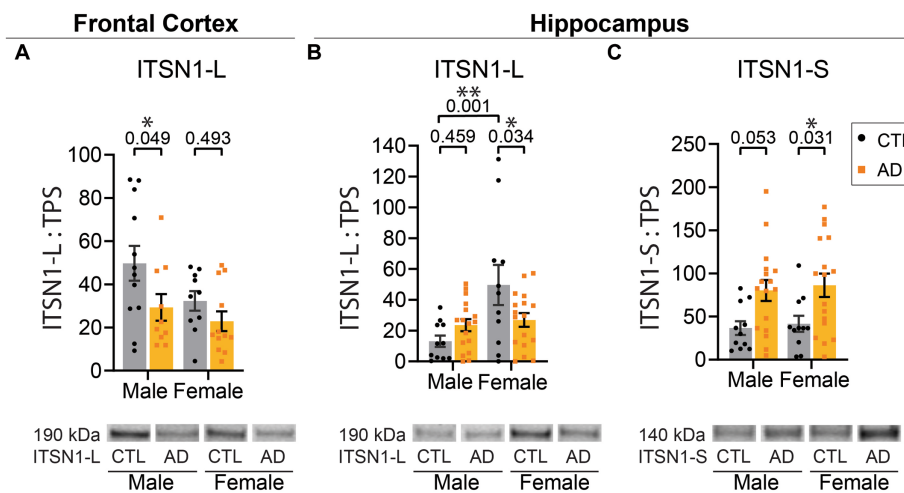 Frontal Cortex
Hippocampus
A
ITSN1-L
*
0.049
0.493
ITSN1-L : TPS
100
80
60
40
20
0
Male
Female
190 kDa
ITSN1-L
CTL
AD
CTL
AD
Male
Female
B
ITSN1-L
**
0.001
0.459
*
0.034
ITSN1-L : TPS
140
120
100
80
60
40
20
0
Male
Female
190 kDa
ITSN1-L
CTL
AD
CTL
AD
Male
Female
C
ITSN1-S
0.053
*
0.031
ITSN1-S : TPS
250
200
150
100
50
0
Male
Female
140 kDa
ITSN1-S
CTL
AD
CTL
AD
Male
Female
CTL
AD